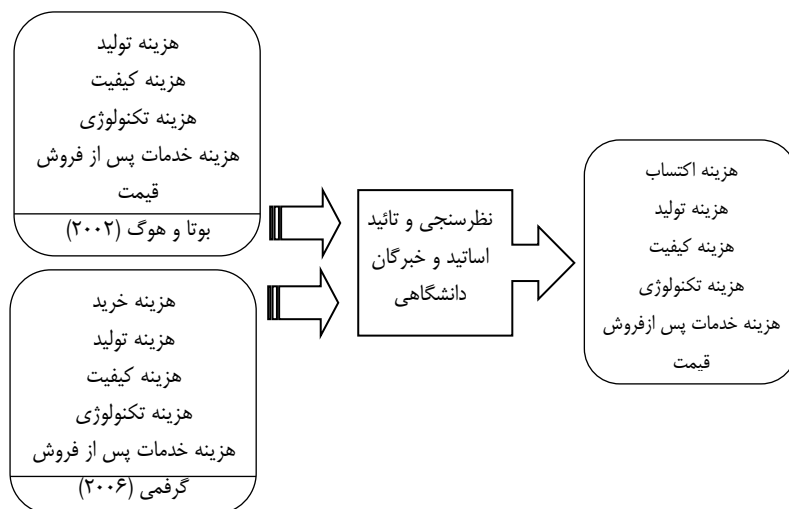 هزینه تولید
هزینه کیفیت
هزینه تکنولوژی
هزینه خدمات پس از فروش
قیمت
بوتا و هوگ (۲۰۰۲)
هزینه خرید
هزینه تولید
هزینه کیفیت
هزینه تکنولوژی
هزینه خدمات پس از فروش
گرفمی (۲۰۰۶)
نظرسنجی و تائید
اساتید و خبرگان
دانشگاهی
هزینه اکتساب
هزینه تولید
هزینه کیفیت
هزینه تکنولوژی
هزینه خدمات پس ازفروش
قیمت